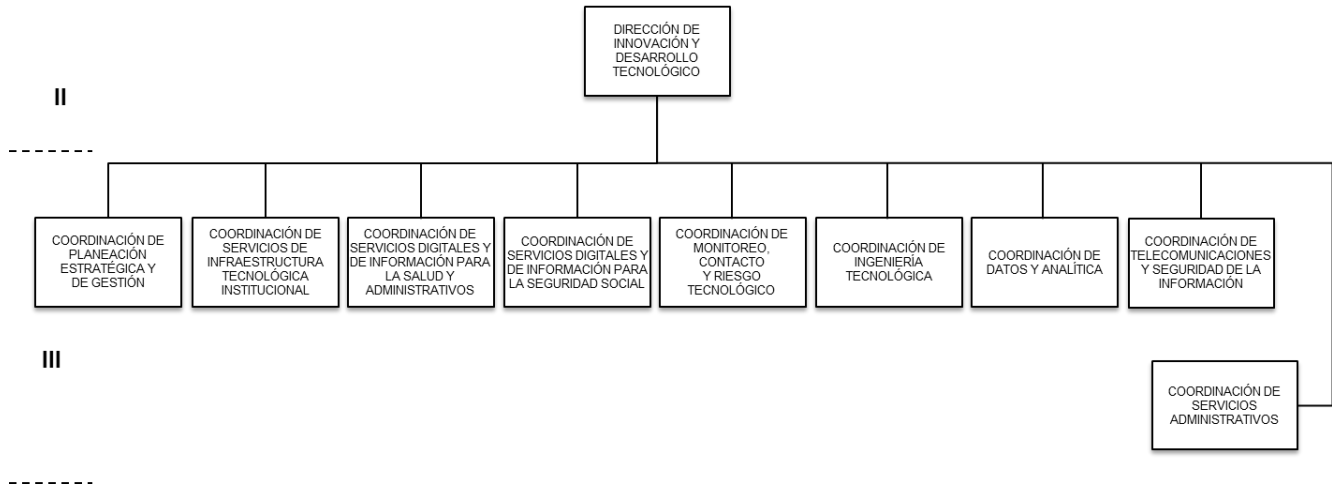 DIRECCIÓN DE
INNOVACIÓN Y
DESARROLLO
TECNOLÓGICO
II
COORDINACIÓN DE
PLANEACIÓN
ESTRATÉGICA Y
DE GESTIÓN
COORDINACIÓN DE
SERVICIOS DE
INFRAESTRUCTURA
TECNOLÓGICA
INSTITUCIONAL
COORDINACIÓN DE
SERVICIOS DIGITALES Y
DE INFORMACIÓN PARA
LA SALUD Y
ADMINISTRATIVOS
COORDINACIÓN DE
SERVICIOS DIGITALES Y
DE INFORMACIÓN PARA
LA SEGURIDAD SOCIAL
COORDINACIÓN DE
MONITOREO,
CONTACTO
Y RIESGO
TECNOLÓGICO
COORDINACIÓN DE
INGENIERÍA
TECNOLÓGICA
COORDINACIÓN DE
DATOS Y ANALÍTICA
COORDINACIÓN DE
TELECOMUNICACIONES
Y SEGURIDAD DE LA
INFORMACIÓN
III
COORDINACIÓN DE
SERVICIOS
ADMINISTRATIVOS